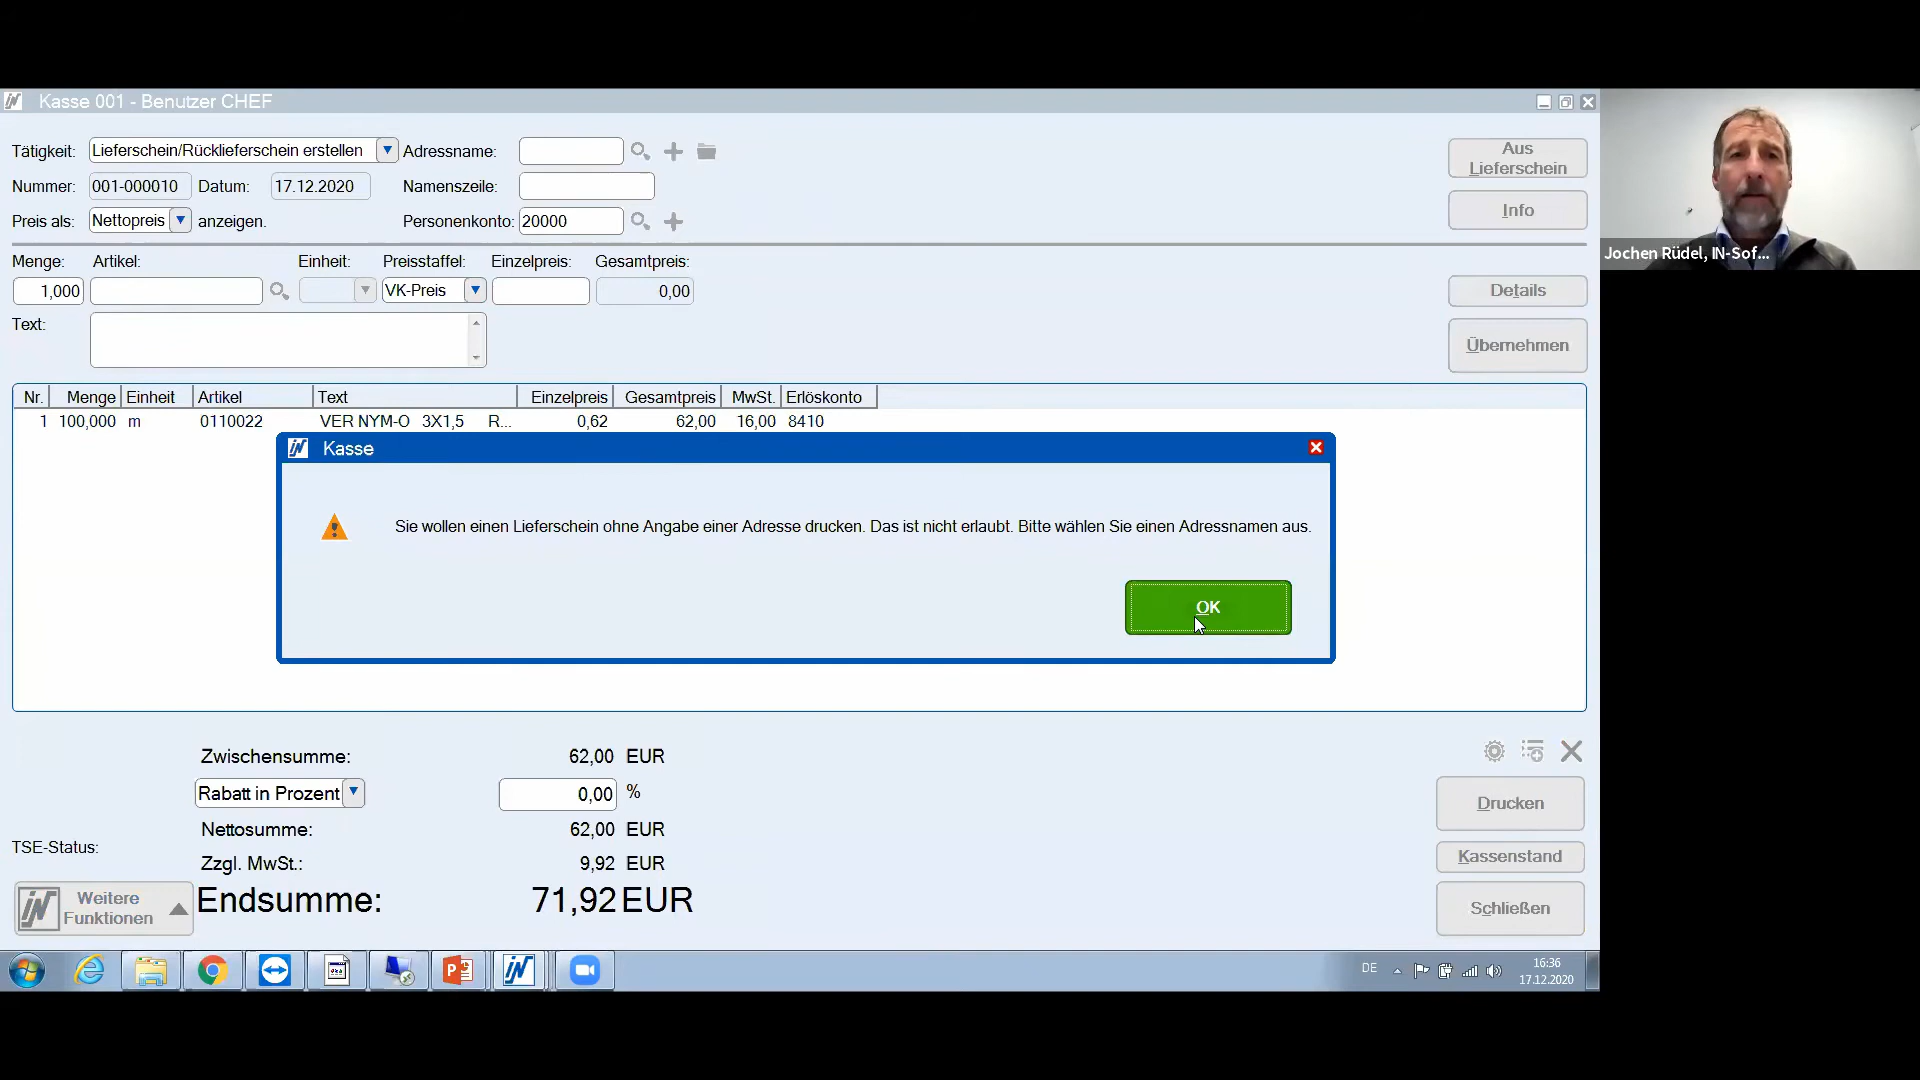 Kasse 001 - Benutzer CHEF
Tätigkeit: Lieferschein/Rücklieferschein erstellen Adressname:
Aus Lieferschein
Nummer: 001-000010 Datum: 17.12.2020 Namenszeile:
Info
Preis als: Nettopreis anzeigen. Personenkonto: 20000
Jochen Rüdel, IN-Sof...
Menge: Artikel: Einheit: Preisstaffel: Einzelpreis: Gesamtpreis:
1,000 VK-Preis 0,00
Details
Text:
Übernehmen
Nr. Menge Einheit Artikel Text Einzelpreis Gesamtpreis MwSt. Erlöskonto
1 100,000 m 0110022 VER NYM-O 3X1,5 R... 0,62 62,00 16,00 8410
Kasse
Sie wollen einen Lieferschein ohne Angabe einer Adresse drucken. Das ist nicht erlaubt. Bitte wählen Sie einen Adressnamen aus.
OK
Zwischensumme: 62,00 EUR
Rabatt in Prozent 0,00 %
Drucken
Nettosumme: 62,00 EUR
TSE-Status:
Zzgl. MwSt.: 9,92 EUR
Kassenstand
Weitere Funktionen
Endsumme: 71,92 EUR
Schließen
DE
16:36
17.12.2020